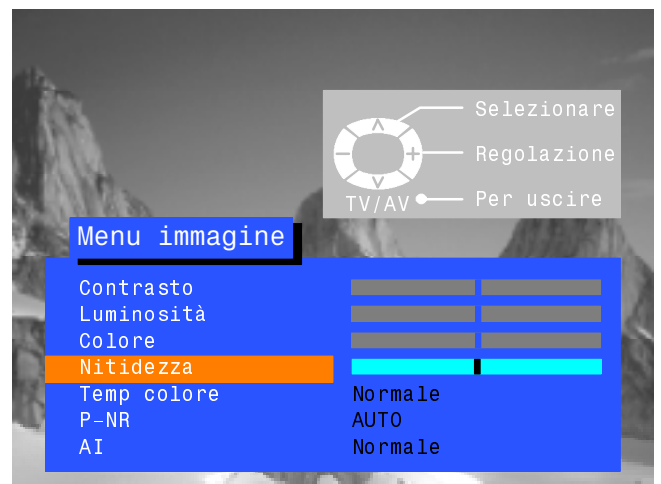 Selezionare
Regolazione
TV/AV Per uscire
Menu immagine
Contrasto
Luminosità
Colore
Nitidezza
Temp colore Normale
P-NR AUTO
AI Normale